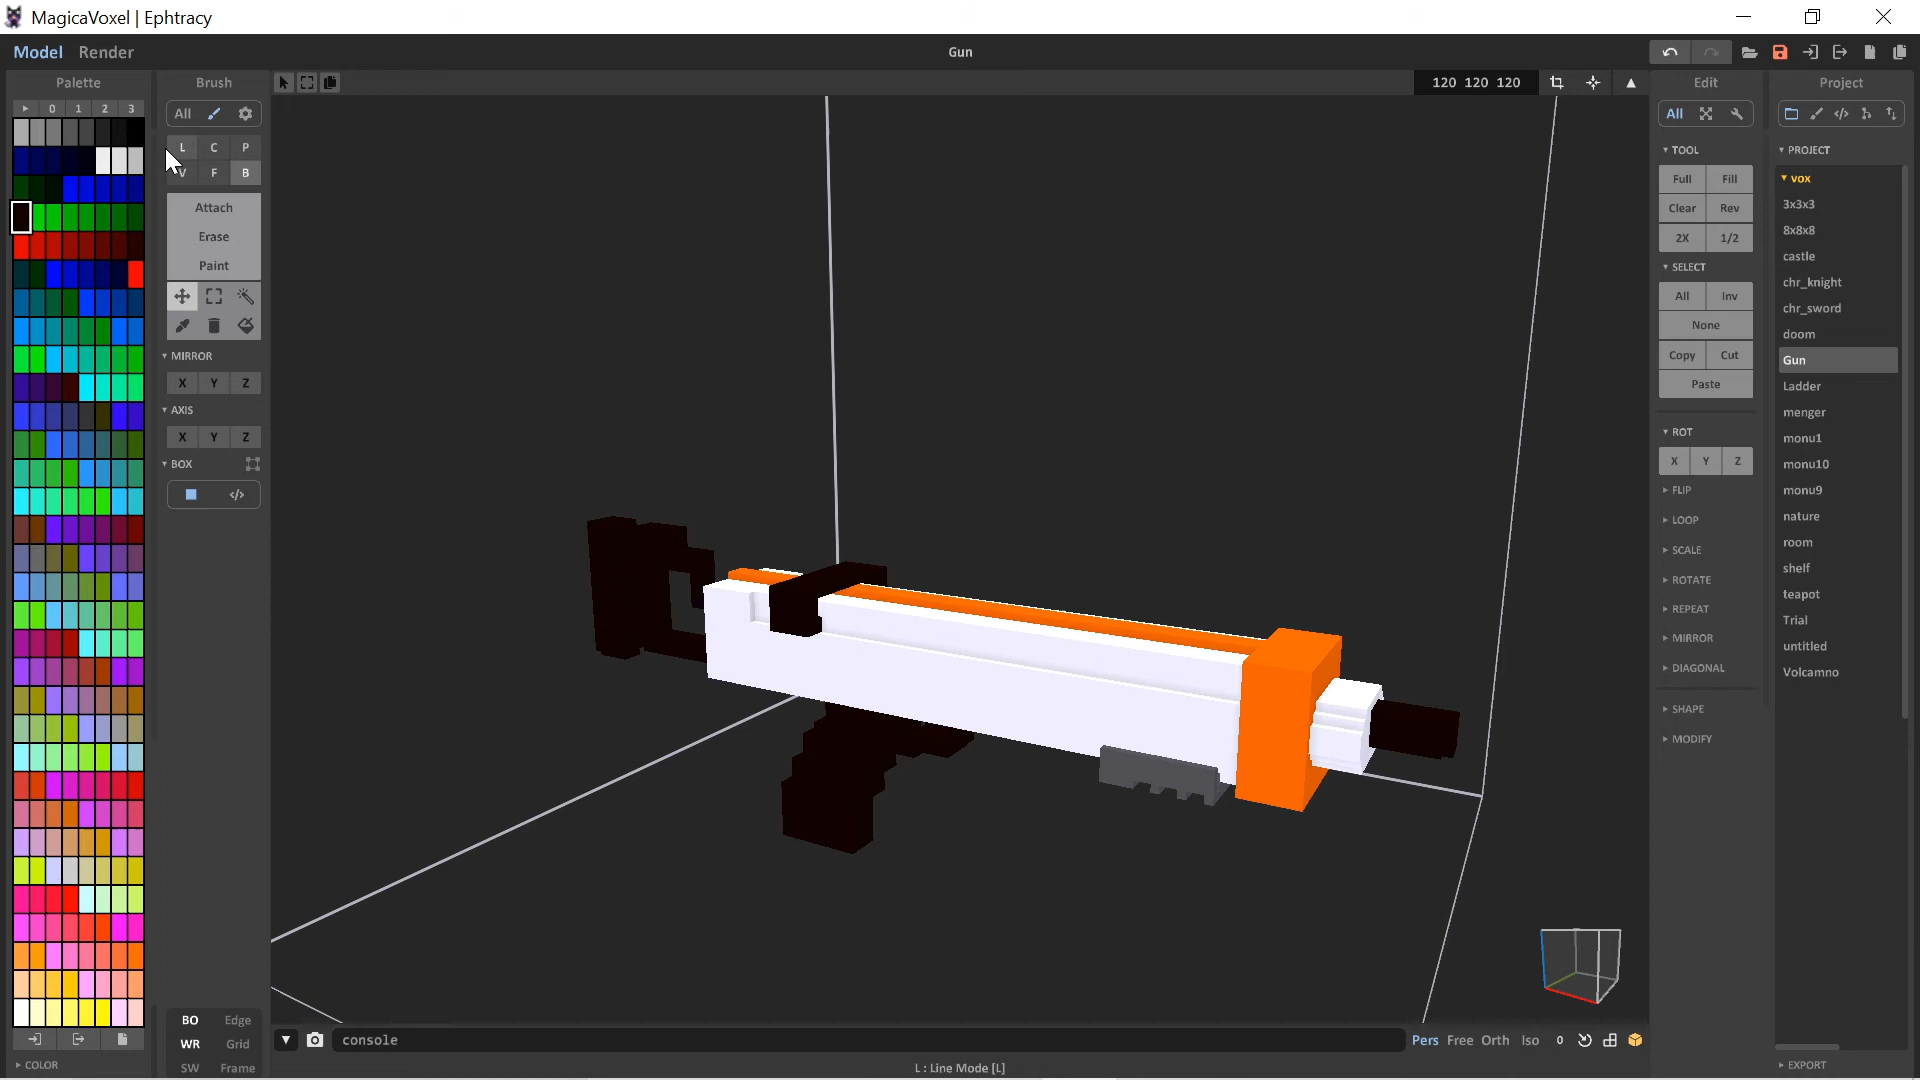 MagicaVoxel | Ephtracy
Model Render
Gun
Palette
0 1 2 3
COLOR
Brush
All
L C P
V F B
Attach
Erase
Paint
MIRROR
X Y Z
AXIS
X Y Z
BOX
BO Edge
WR Grid
SW Frame
120 120 120
console
Pers Free Orth Iso 0
L : Line Mode [L]
Edit
All
TOOL
Full Fill
Clear Rev
2X 1/2
SELECT
All Inv
None
Copy Cut
Paste
ROT
X Y Z
FLIP
LOOP
SCALE
ROTATE
REPEAT
MIRROR
DIAGONAL
SHAPE
MODIFY
Project
PROJECT
vox
3x3x3
8x8x8
castle
chr_knight
chr_sword
doom
Gun
Ladder
menger
monu1
monu10
monu9
nature
room
shelf
teapot
Trial
untitled
Volcamno
EXPORT